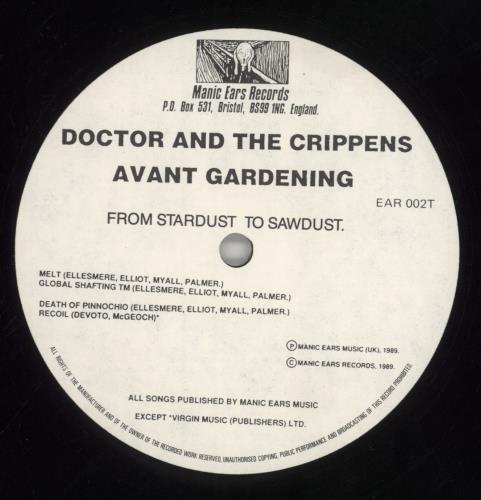 Manic Ears Records
P.O. Box 531, Bristol, BS99 1NG. England.
DOCTOR AND THE CRIPPENS
AVANT GARDENING
EAR 002T
FROM STARDUST TO SAWDUST.
MELT (ELLESMERE, ELLIOT, MYALL, PALMER.)
GLOBAL SHAFTING TM (ELLESMERE, ELLIOT, MYALL, PALMER.)
DEATH OF PINNOCHIO (ELLESMERE, ELLIOT, MYALL, PALMER.)
RECOIL (DEVOTO, McGEOCH)*
Ⓟ MANIC EARS MUSIC (UK), 1989.
© MANIC EARS RECORDS, 1989.
ALL SONGS PUBLISHED BY MANIC EARS MUSIC
EXCEPT *VIRGIN MUSIC (PUBLISHERS) LTD.
ALL RIGHTS OF THE MANUFACTURER AND OF THE OWNER OF THE RECORDED WORK RESERVED, UNAUTHORISED COPYING, PUBLIC PERFORMANCE AND BROADCASTING OF THIS RECORD PROHIBITED